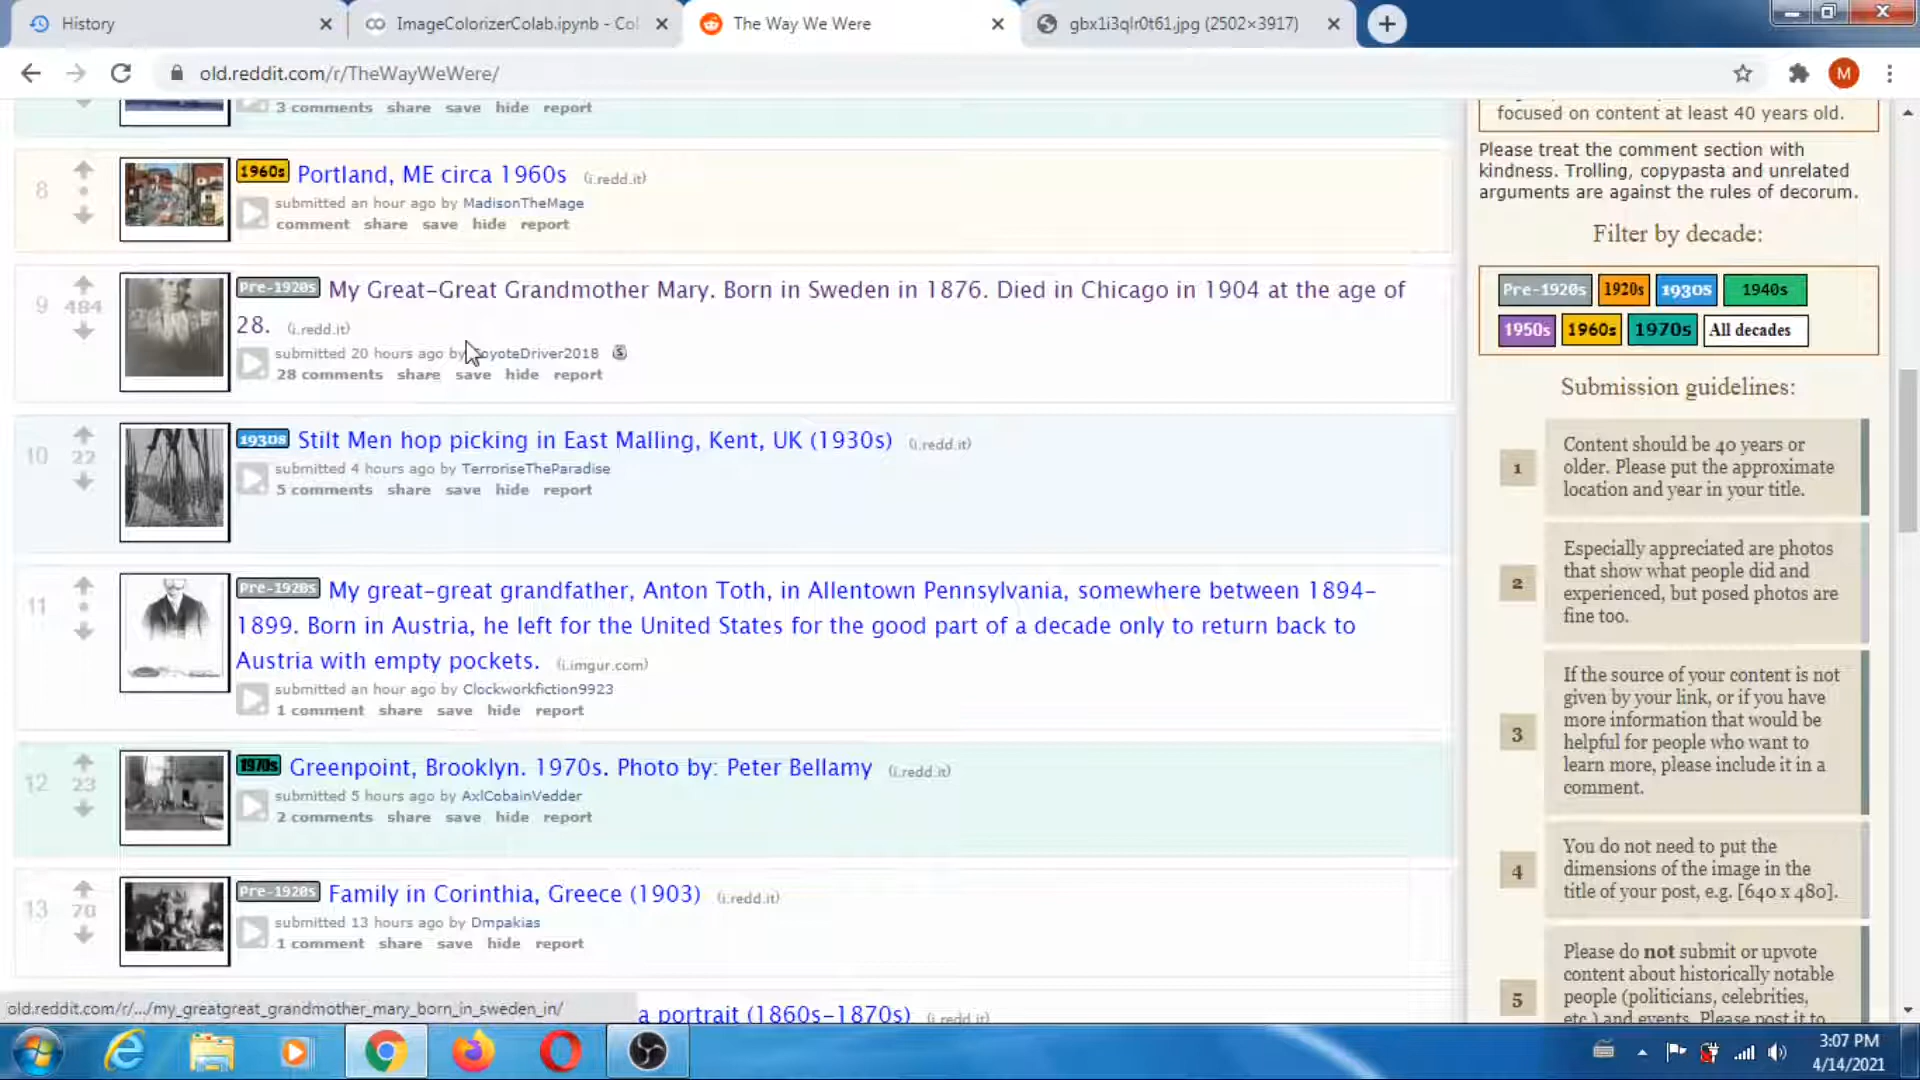 History
ImageColorizerColab.ipynb - Col
The Way We Were
gbx1i3qlr0t61.jpg (2502×3917)
old.reddit.com/r/TheWayWeWere/
M
3 comments share save hide report
8
1960s Portland, ME circa 1960s (i.redd.it)
submitted an hour ago by MadisonTheMage
comment share save hide report
9
484
Pre-1920s My Great-Great Grandmother Mary. Born in Sweden in 1876. Died in Chicago in 1904 at the age of
28. (i.redd.it)
submitted 20 hours ago by CoyoteDriver2018
28 comments share save hide report
10
22
1930s Stilt Men hop picking in East Malling, Kent, UK (1930s) (i.redd.it)
submitted 4 hours ago by TerroriseTheParadise
5 comments share save hide report
11
Pre-1920s My great-great grandfather, Anton Toth, in Allentown Pennsylvania, somewhere between 1894-
1899. Born in Austria, he left for the United States for the good part of a decade only to return back to
Austria with empty pockets. (i.imgur.com)
submitted an hour ago by Clockworkfiction9923
1 comment share save hide report
12
23
1970s Greenpoint, Brooklyn. 1970s. Photo by: Peter Bellamy (i.redd.it)
submitted 5 hours ago by AxlCobainVedder
2 comments share save hide report
13
70
Pre-1920s Family in Corinthia, Greece (1903) (i.redd.it)
submitted 13 hours ago by Dmpakias
1 comment share save hide report
a portrait (1860s-1870s) (i.redd.it)
old.reddit.com/r/.../my_greatgreat_grandmother_mary_born_in_sweden_in/
focused on content at least 40 years old.
Please treat the comment section with
kindness. Trolling, copypasta and unrelated
arguments are against the rules of decorum.
Filter by decade:
Pre-1920s 1920s 1930s 1940s
1950s 1960s 1970s All decades
Submission guidelines:
1
Content should be 40 years or
older. Please put the approximate
location and year in your title.
2
Especially appreciated are photos
that show what people did and
experienced, but posed photos are
fine too.
3
If the source of your content is not
given by your link, or if you have
more information that would be
helpful for people who want to
learn more, please include it in a
comment.
4
You do not need to put the
dimensions of the image in the
title of your post, e.g. [640 x 480].
5
Please do not submit or upvote
content about historically notable
people (politicians, celebrities,
etc.) and events. Please post it to
3:07 PM
4/14/2021